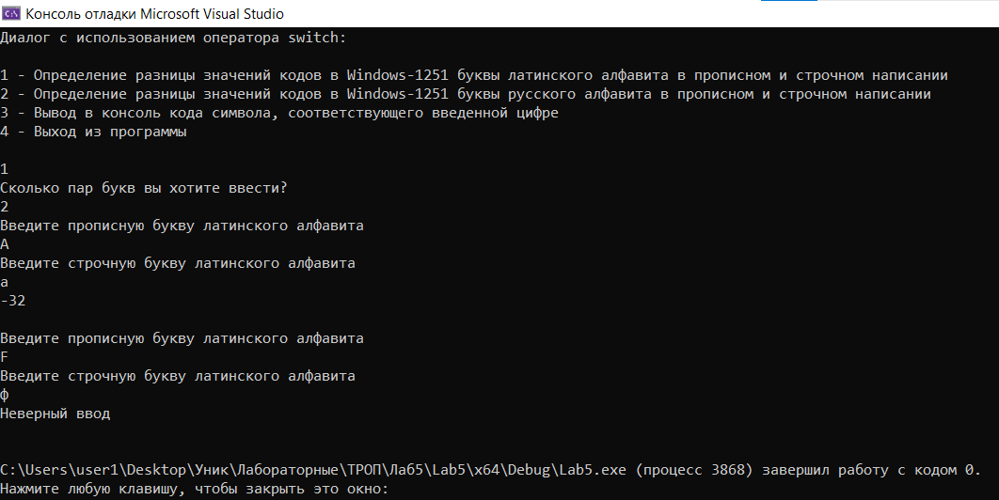 Консоль отладки Microsoft Visual Studio
Диалог с использованием оператора switch:
1 - Определение разницы значений кодов в Windows-1251 буквы латинского алфавита в прописном и строчном написании
2 - Определение разницы значений кодов в Windows-1251 буквы русского алфавита в прописном и строчном написании
3 - Вывод в консоль кода символа, соответствующего введенной цифре
4 - Выход из программы
1
Сколько пар букв вы хотите ввести?
2
Введите прописную букву латинского алфавита
A
Введите строчную букву латинского алфавита
a
-32
Введите прописную букву латинского алфавита
F
Введите строчную букву латинского алфавита
ф
Неверный ввод
C:\Users\user1\Desktop\Уник\Лабораторные\ТРОП\Лаб5\Lab5\x64\Debug\Lab5.exe (процесс 3868) завершил работу с кодом 0.
Нажмите любую клавишу, чтобы закрыть это окно: